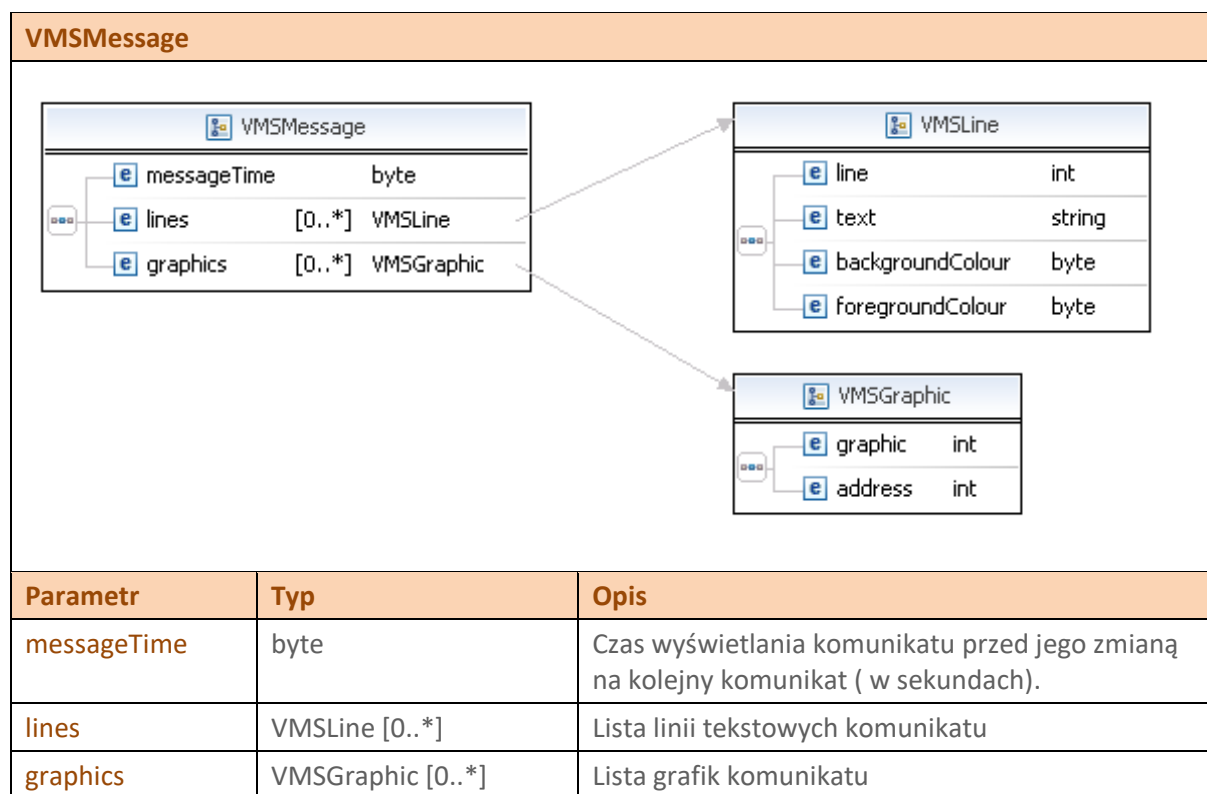 VMSMessage
VMSMessage
e messageTime byte
e lines [0..*] VMSLine
e graphics [0..*] VMSGraphic
VMSLine
e line int
e text string
e backgroundColour byte
e foregroundColour byte
VMSGraphic
e graphic int
e address int
Parametr Typ Opis
messageTime byte Czas wyświetlania komunikatu przed jego zmianą
na kolejny komunikat ( w sekundach).
lines VMSLine [0..*] Lista linii tekstowych komunikatu
graphics VMSGraphic [0..*] Lista grafik komunikatu